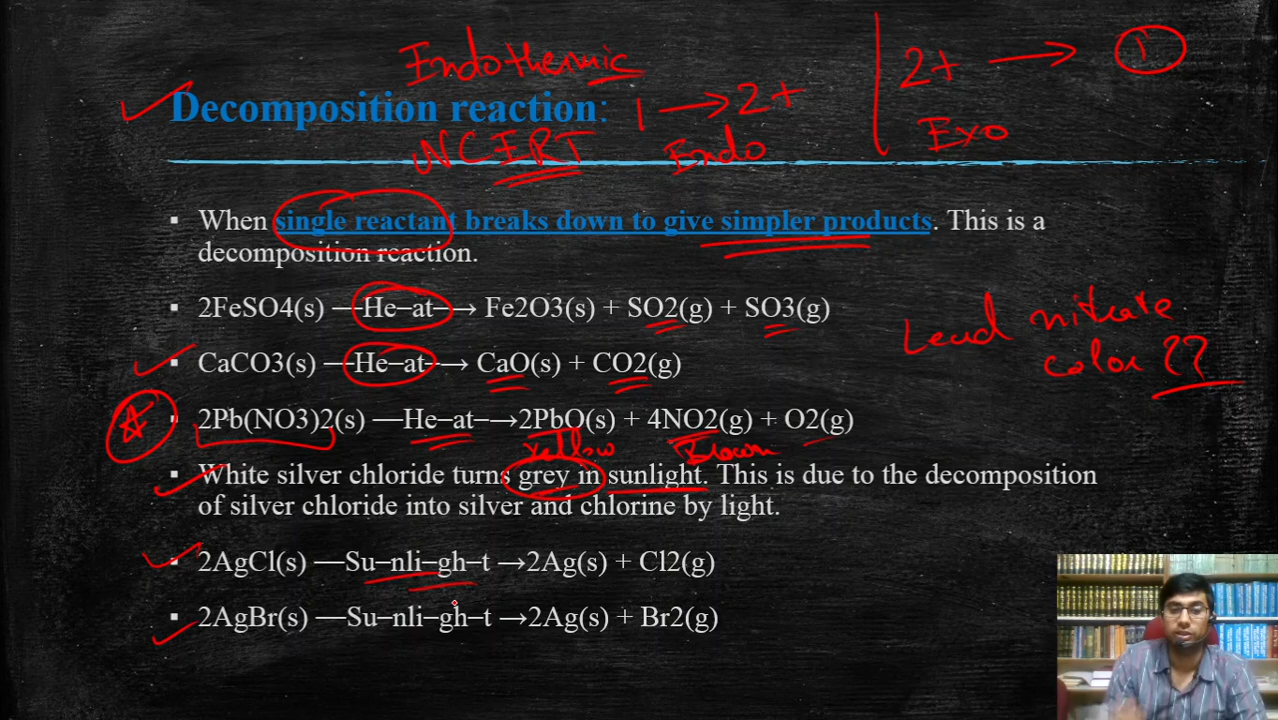 Endothermic
Decomposition reaction: 1 → 2+
NCERT Endo
2+ → 1
Exo
▪ When single reactant breaks down to give simpler products. This is a
decomposition reaction.
▪ 2FeSO4(s) —He–at–→ Fe2O3(s) + SO2(g) + SO3(g)
▪ CaCO3(s) —He–at–→ CaO(s) + CO2(g)
▪ 2Pb(NO3)2(s) —He–at–→2PbO(s) + 4NO2(g) + O2(g)
Yellow Brown
Lead nitrate
color ??
▪ White silver chloride turns grey in sunlight. This is due to the decomposition
of silver chloride into silver and chlorine by light.
▪ 2AgCl(s) —Su–nli–gh–t →2Ag(s) + Cl2(g)
▪ 2AgBr(s) —Su–nli–gh–t →2Ag(s) + Br2(g)